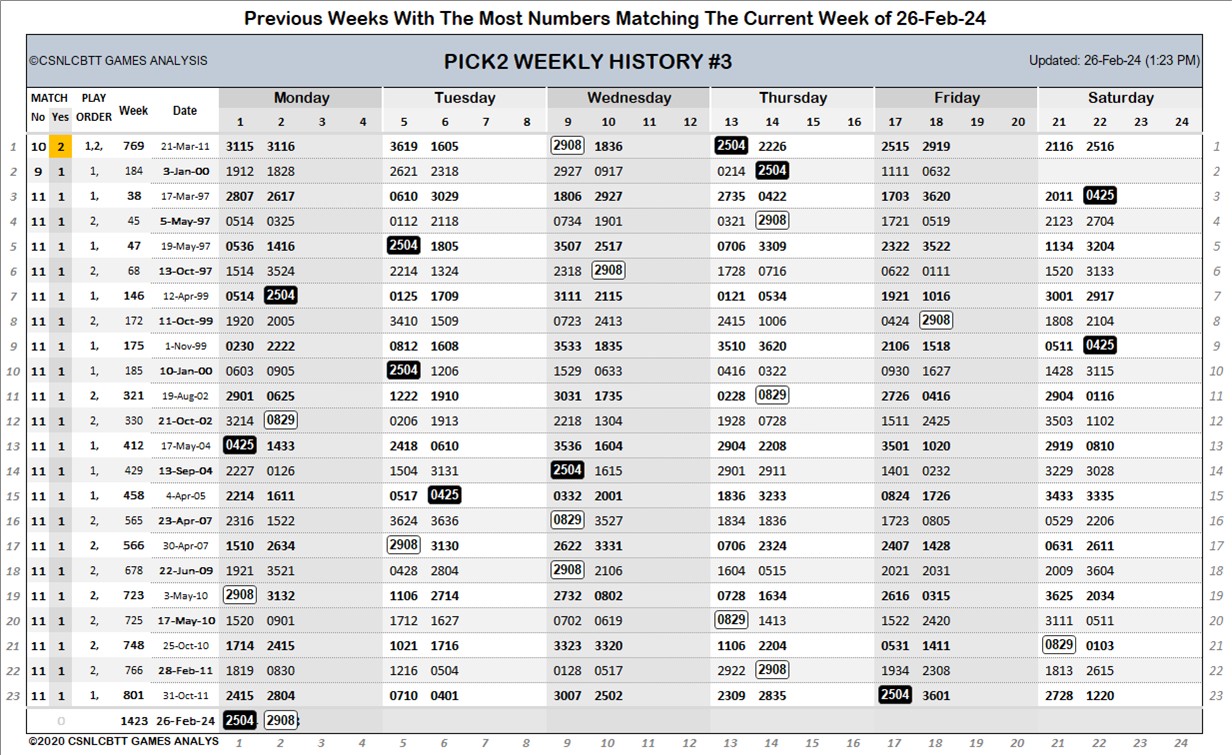 Previous Weeks With The Most Numbers Matching The Current Week of 26-Feb-24
©CSNLCBTT GAMES ANALYSIS PICK2 WEEKLY HISTORY #3 Updated: 26-Feb-24 (1:23 PM)
MATCH PLAY Week Date Monday Tuesday Wednesday Thursday Friday Saturday
No Yes ORDER 1 2 3 4 5 6 7 8 9 10 11 12 13 14 15 16 17 18 19 20 21 22 23 24
1 10 2 1,2, 769 21-Mar-11 3115 3116 3619 1605 2908 1836 2504 2226 2515 2919 2116 2516 1
2 9 1 1, 184 3-Jan-00 1912 1828 2621 2318 2927 0917 0214 2504 1111 0632 2
3 11 1 1, 38 17-Mar-97 2807 2617 0610 3029 1806 2927 2735 0422 1703 3620 2011 0425 3
4 11 1 2, 45 5-May-97 0514 0325 0112 2118 0734 1901 0321 2908 1721 0519 2123 2704 4
5 11 1 1, 47 19-May-97 0536 1416 2504 1805 3507 2517 0706 3309 2322 3522 1134 3204 5
6 11 1 2, 68 13-Oct-97 1514 3524 2214 1324 2318 2908 1728 0716 0622 0111 1520 3133 6
7 11 1 1, 146 12-Apr-99 0514 2504 0125 1709 3111 2115 0121 0534 1921 1016 3001 2917 7
8 11 1 2, 172 11-Oct-99 1920 2005 3410 1509 0723 2413 2415 1006 0424 2908 1808 2104 8
9 11 1 1, 175 1-Nov-99 0230 2222 0812 1608 3533 1835 3510 3620 2106 1518 0511 0425 9
10 11 1 1, 185 10-Jan-00 0603 0905 2504 1206 1529 0633 0416 0322 0930 1627 1428 3115 10
11 11 1 2, 321 19-Aug-02 2901 0625 1222 1910 3031 1735 0228 0829 2726 0416 2904 0116 11
12 11 1 2, 330 21-Oct-02 3214 0829 0206 1913 2218 1304 1928 0728 1511 2425 3503 1102 12
13 11 1 1, 412 17-May-04 0425 1433 2418 0610 3536 1604 2904 2208 3501 1020 2919 0810 13
14 11 1 1, 429 13-Sep-04 2227 0126 1504 3131 2504 1615 2901 2911 1401 0232 3229 3028 14
15 11 1 1, 458 4-Apr-05 2214 1611 0517 0425 0332 2001 1836 3233 0824 1726 3433 3335 15
16 11 1 2, 565 23-Apr-07 2316 1522 3624 3636 0829 3527 1834 1836 1723 0805 0529 2206 16
17 11 1 2, 566 30-Apr-07 1510 2634 2908 3130 2622 3331 0706 2324 2407 1428 0631 2611 17
18 11 1 2, 678 22-Jun-09 1921 3521 0428 2804 2908 2106 1604 0515 2021 2031 2009 3604 18
19 11 1 2, 723 3-May-10 2908 3132 1106 2714 2732 0802 0728 1634 2616 0315 3625 2034 19
20 11 1 2, 725 17-May-10 1520 0901 1712 1627 0702 0619 0829 1413 1522 2420 3111 0511 20
21 11 1 2, 748 25-Oct-10 1714 2415 1021 1716 3323 3320 1106 2204 0531 1411 0829 0103 21
22 11 1 2, 766 28-Feb-11 1819 0830 1216 0504 0128 0517 2922 2908 1934 2308 1813 2615 22
23 11 1 1, 801 31-Oct-11 2415 2804 0710 0401 3007 2502 2309 2835 2504 3601 2728 1220 23
0 1423 26-Feb-24 2504 2908
©2020 CSNLCBTT GAMES ANALYS 1 2 3 4 5 6 7 8 9 10 11 12 13 14 15 16 17 18 19 20 21 22 23 24